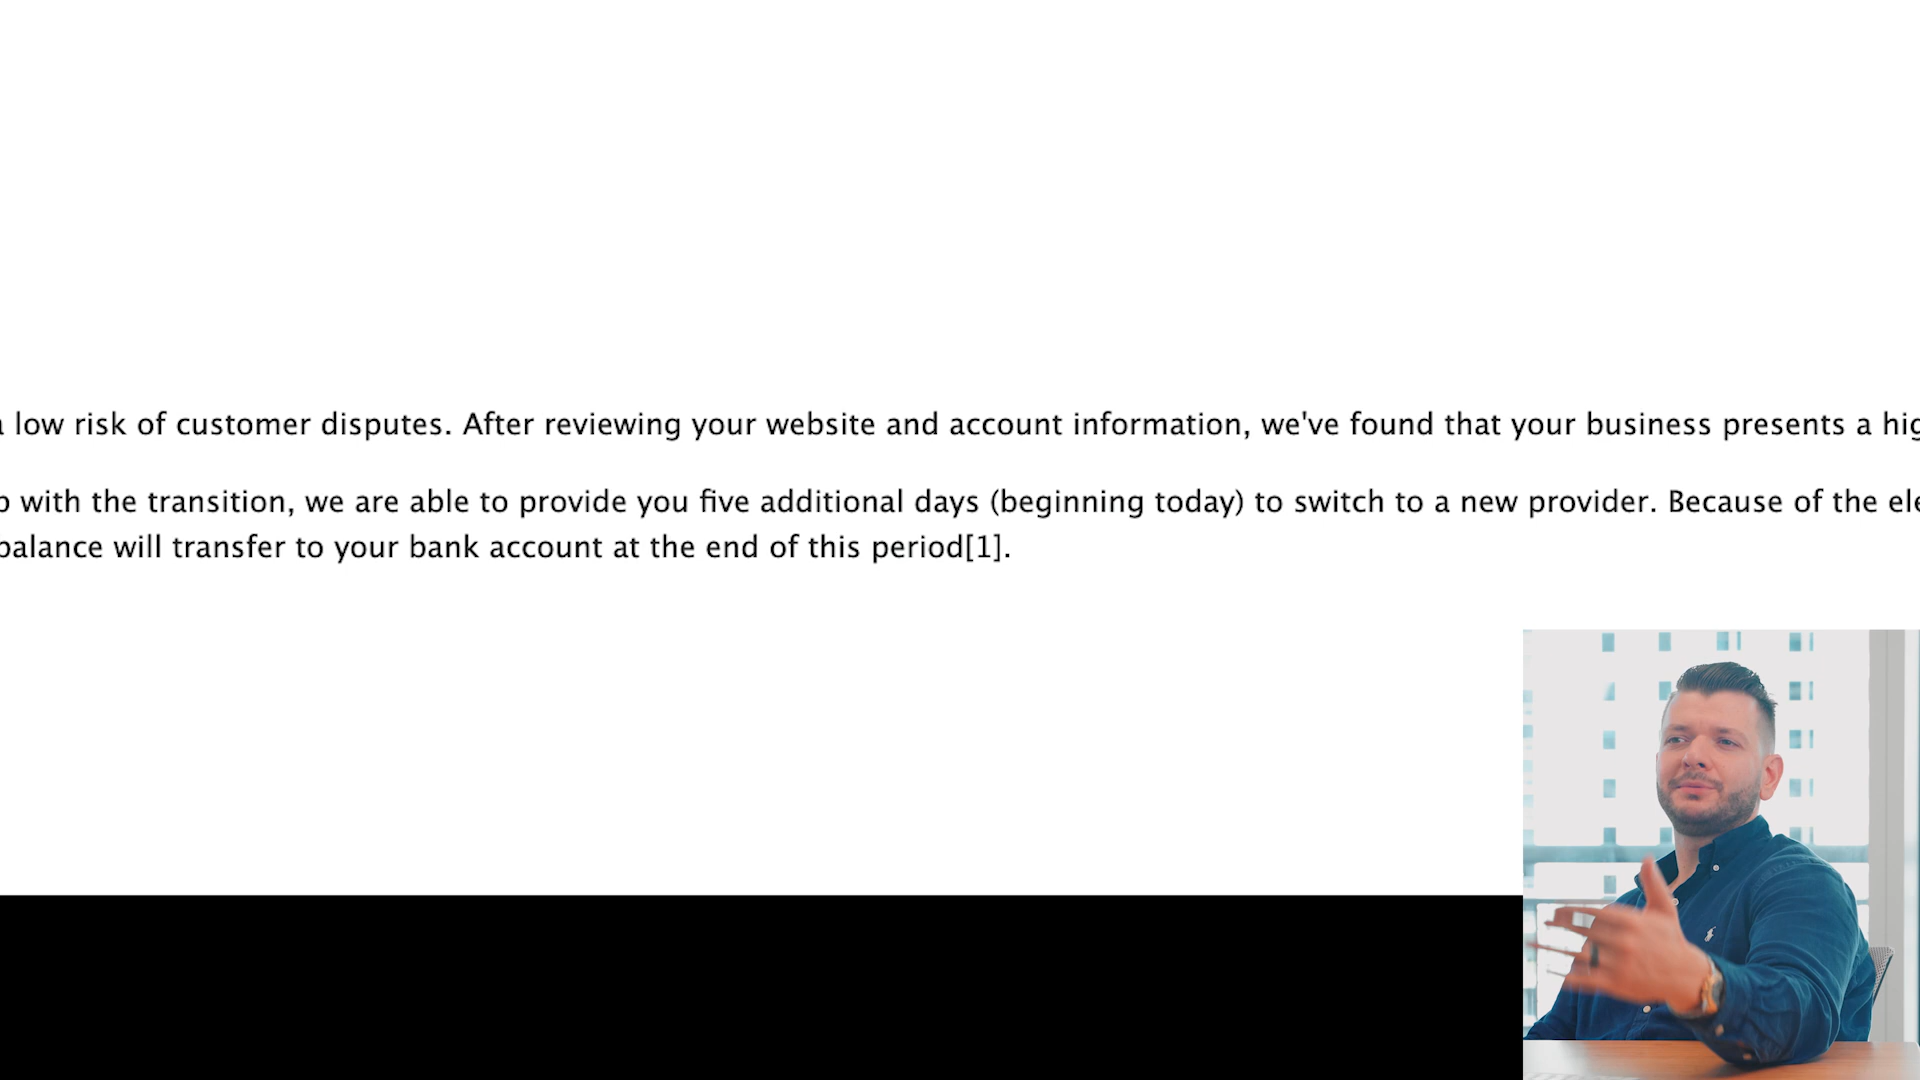 low risk of customer disputes. After reviewing your website and account information, we've found that your business presents a
with the transition, we are able to provide you five additional days (beginning today) to switch to a new provider. Because of the
balance will transfer to your bank account at the end of this period[1].